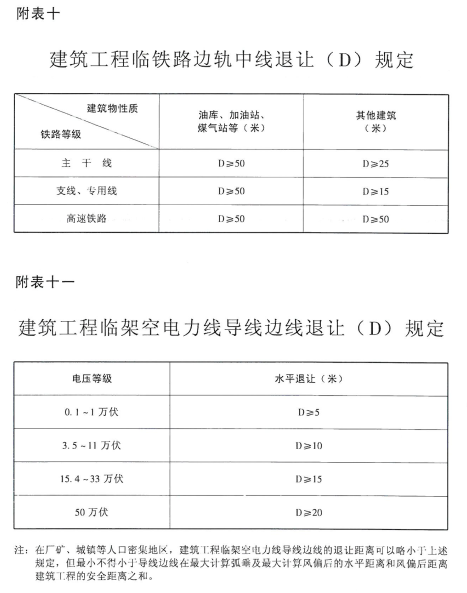 附表十
建筑工程临铁路边轨中线退让（D）规定
建筑物性质
铁路等级
油库、加油站、
煤气站等（米）
其他建筑
（米）
主 干 线 D≥50 D≥25
支线、专用线 D≥50 D≥15
高速铁路 D≥50 D≥50
附表十一
建筑工程临架空电力线导线边线退让（D）规定
电压等级 水平退让（米）
0.1~1 万伏 D≥5
3.5~11 万伏 D≥10
15.4~33 万伏 D≥15
50 万伏 D≥20
注：在厂矿、城镇等人口密集地区，建筑工程临架空电力线导线边线的退让距离可以略小于上述
规定，但最小不得小于导线边线在最大计算弧垂及最大计算风偏后的水平距离和风偏后距离
建筑工程的安全距离之和。